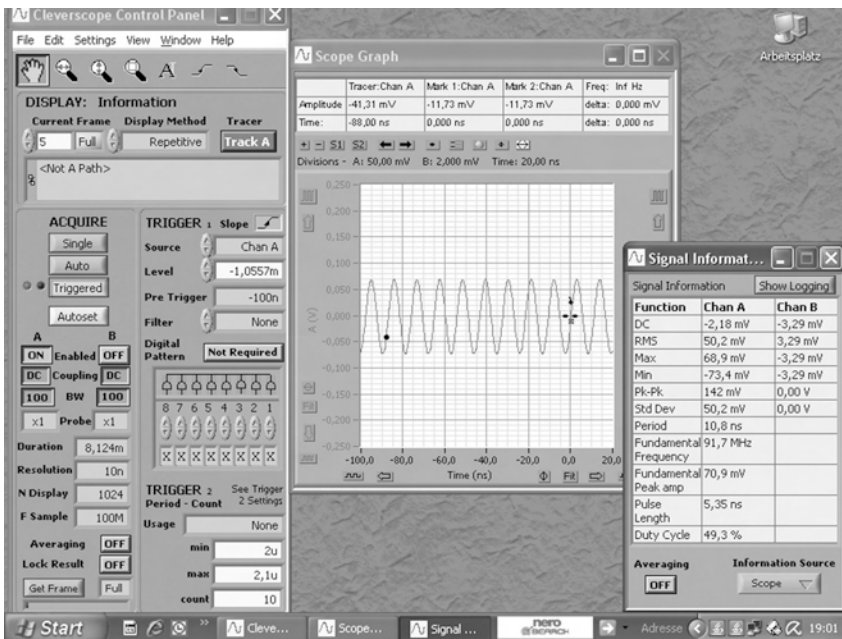 Cleverscope Control Panel
File Edit Settings View Window Help
A
DISPLAY: Information
Current Frame Display Method Tracer
5 Full Repetitive Track A
<Not A Path>
ACQUIRE
Single
Auto
Triggered
Autoset
A B
ON Enabled OFF
DC Coupling DC
100 BW 100
x1 Probe x1
Duration 8,124m
Resolution 10n
N Display 1024
F Sample 100M
Averaging OFF
Lock Result OFF
Get Frame Full
TRIGGER 1 Slope
Source Chan A
Level -1,0557m
Pre Trigger -100n
Filter None
Digital
Pattern Not Required
8 7 6 5 4 3 2 1
X X X X X X X X
TRIGGER 2 See Trigger
Period - Count 2 Settings
Usage None
min 2u
max 2,1u
count 10
Scope Graph
Tracer:Chan A Mark 1:Chan A Mark 2:Chan A Freq: Inf Hz
Amplitude -41,31 mV -11,73 mV -11,73 mV delta: 0,000 mV
Time: -88,00 ns 0,000 ns 0,000 ns delta: 0,000 ns
S1 S2
Divisions - A: 50,00 mV B: 2,000 mV Time: 20,00 ns
0,250
0,200
0,150
0,100
0,050
0,000
-0,050
-0,100
-0,150
-0,200
-0,250
A (V)
Fit
-100,0 -80,0 -60,0 -40,0 -20,0 0,0 20,0
Time (ns) Fit
Arbeitsplatz
Signal Informat...
Signal Information Show Logging
Function Chan A Chan B
DC -2,18 mV -3,29 mV
RMS 50,2 mV 3,29 mV
Max 68,9 mV -3,29 mV
Min -73,4 mV -3,29 mV
Pk-Pk 142 mV 0,00 V
Std Dev 50,2 mV 0,00 V
Period 10,8 ns
Fundamental 91,7 MHz
Frequency
Fundamental 70,9 mV
Peak amp
Pulse 5,35 ns
Length
Duty Cycle 49,3 %
Averaging Information Source
OFF Scope
Start Cleve... Scope... Signal ... nero SEARCH Adresse 19:01